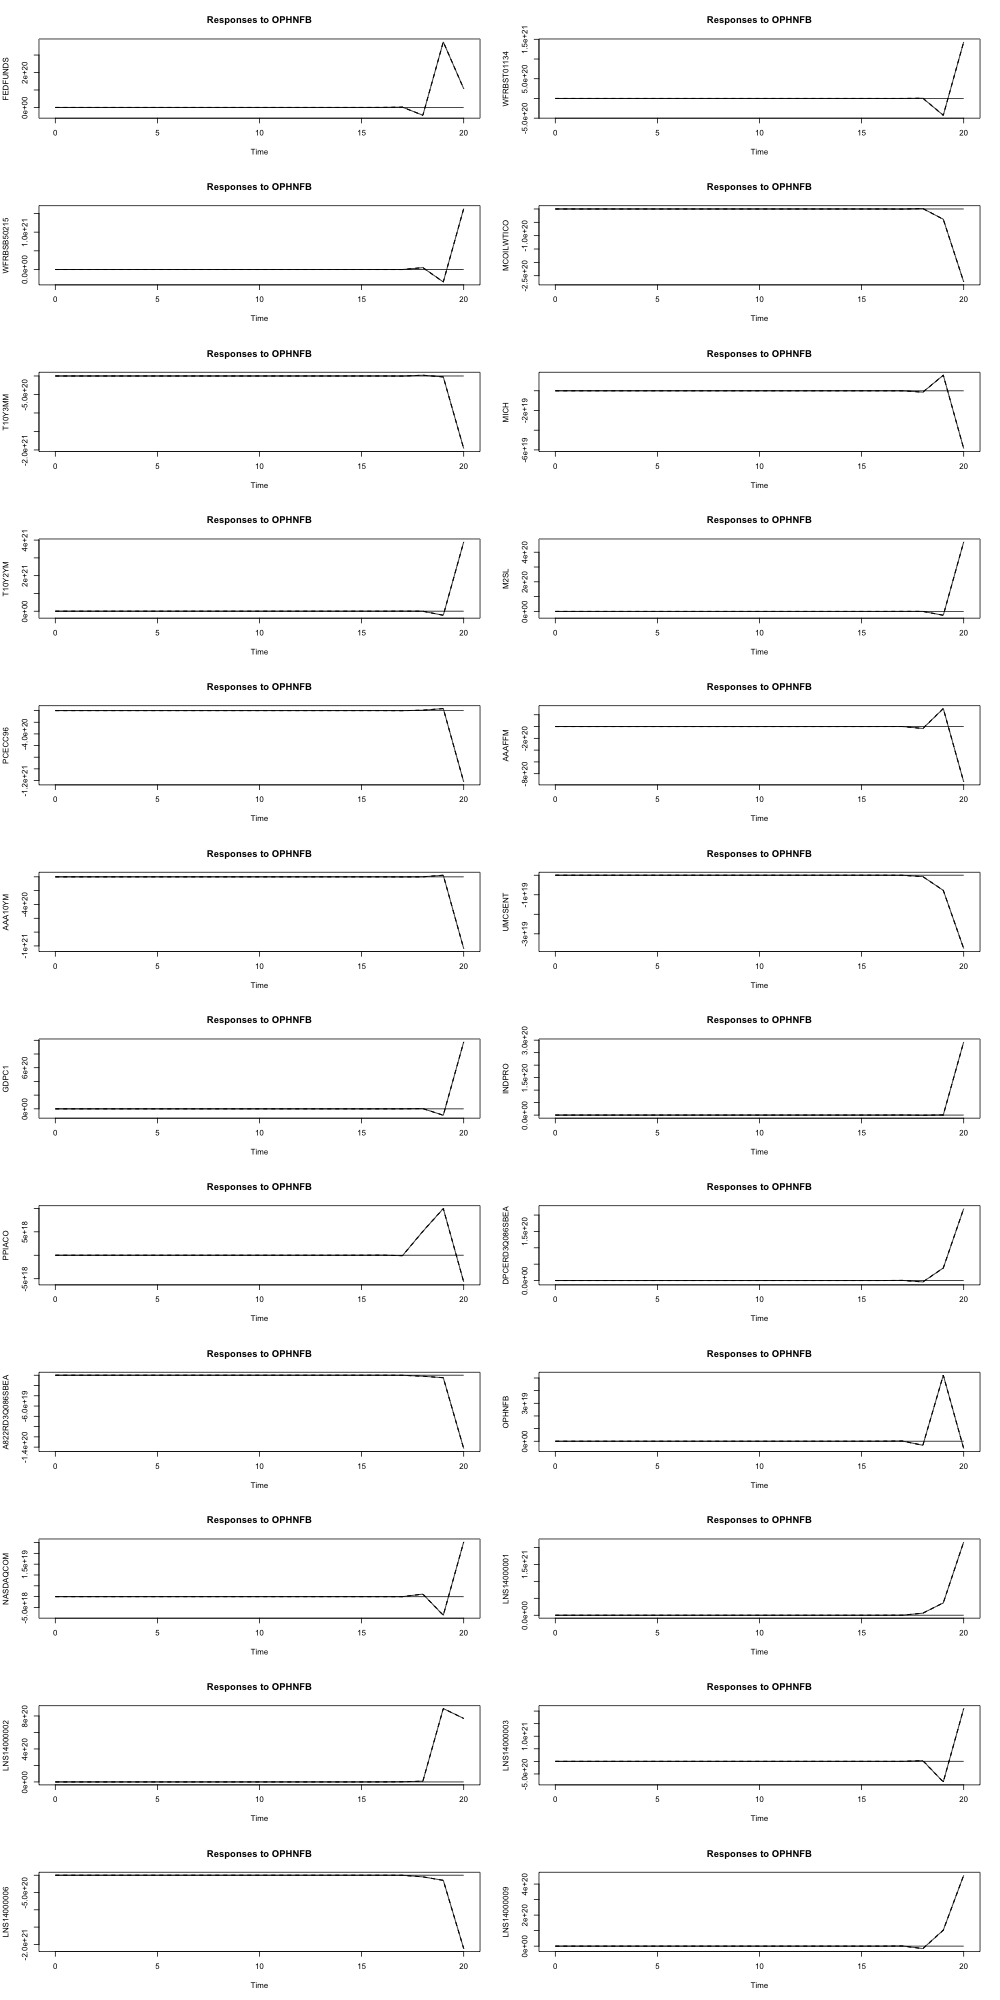 Responses to OPHNFB
FEDFUNDS
0e+00 2e+20
0 5 10 15 20
Time
Responses to OPHNFB
WFRBST01134
-5.0e+20 5.0e+20 1.5e+21
0 5 10 15 20
Time
Responses to OPHNFB
WFRBSB50215
0.0e+00 1.0e+21
0 5 10 15 20
Time
Responses to OPHNFB
MCOILWTICO
-2.5e+20 -1.0e+20
0 5 10 15 20
Time
Responses to OPHNFB
T10Y3MM
-2.0e+21 -5.0e+20
0 5 10 15 20
Time
Responses to OPHNFB
MICH
-6e+19 -2e+19
0 5 10 15 20
Time
Responses to OPHNFB
T10Y2YM
0e+00 2e+21 4e+21
0 5 10 15 20
Time
Responses to OPHNFB
M2SL
0e+00 2e+20 4e+20
0 5 10 15 20
Time
Responses to OPHNFB
PCECC96
-1.2e+21 -4.0e+20
0 5 10 15 20
Time
Responses to OPHNFB
AAAFFM
-8e+20 -2e+20
0 5 10 15 20
Time
Responses to OPHNFB
AAA10YM
-1e+21 -4e+20
0 5 10 15 20
Time
Responses to OPHNFB
UMCSENT
-3e+19 -1e+19
0 5 10 15 20
Time
Responses to OPHNFB
GDPC1
0e+00 6e+20
0 5 10 15 20
Time
Responses to OPHNFB
INDPRO
0.0e+00 1.5e+20 3.0e+20
0 5 10 15 20
Time
Responses to OPHNFB
PPIACO
-5e+18 5e+18
0 5 10 15 20
Time
Responses to OPHNFB
DPCERD3Q086SBEA
0.0e+00 1.5e+20
0 5 10 15 20
Time
Responses to OPHNFB
A822RD3Q086SBEA
-1.4e+20 -6.0e+19
0 5 10 15 20
Time
Responses to OPHNFB
OPHNFB
0e+00 3e+19
0 5 10 15 20
Time
Responses to OPHNFB
NASDAQCOM
-5.0e+18 1.5e+19
0 5 10 15 20
Time
Responses to OPHNFB
LNS14000001
0.0e+00 1.5e+21
0 5 10 15 20
Time
Responses to OPHNFB
LNS14000002
0e+00 4e+20 8e+20
0 5 10 15 20
Time
Responses to OPHNFB
LNS14000003
-5.0e+20 1.0e+21
0 5 10 15 20
Time
Responses to OPHNFB
LNS14000006
-2.0e+21 -5.0e+20
0 5 10 15 20
Time
Responses to OPHNFB
LNS14000009
0e+00 2e+20 4e+20
0 5 10 15 20
Time